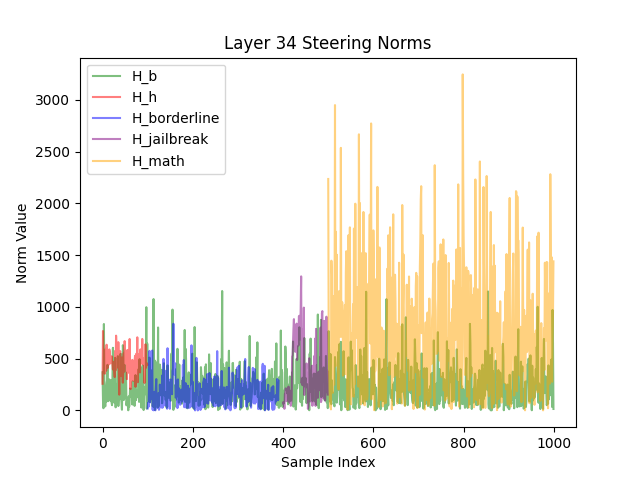 Layer 34 Steering Norms
H_b
H_h
H_borderline
H_jailbreak
H_math
Norm Value
3000
2500
2000
1500
1000
500
0
0 200 400 600 800 1000
Sample Index